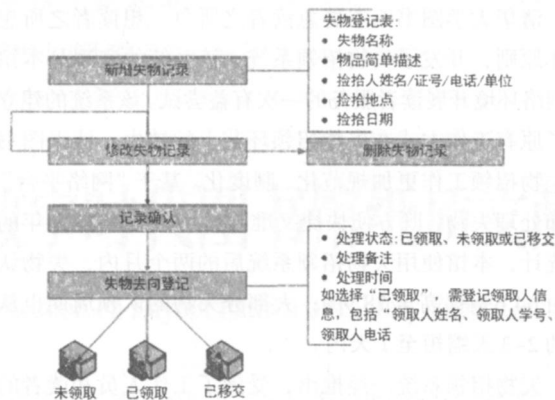 失物登记表:
• 失物名称
• 物品简单描述
• 捡拾人姓名/证号/电话/单位
• 捡拾地点
• 捡拾日期
新增失物记录
修改失物记录
删除失物记录
记录确认
失物去向登记
• 处理状态:已领取、未领取或已移交
• 处理备注
• 处理时间
如选择“已领取”,需登记领取人信
息,包括“领取人姓名、领取人学号、
领取人电话
未领取
已领取
已移交